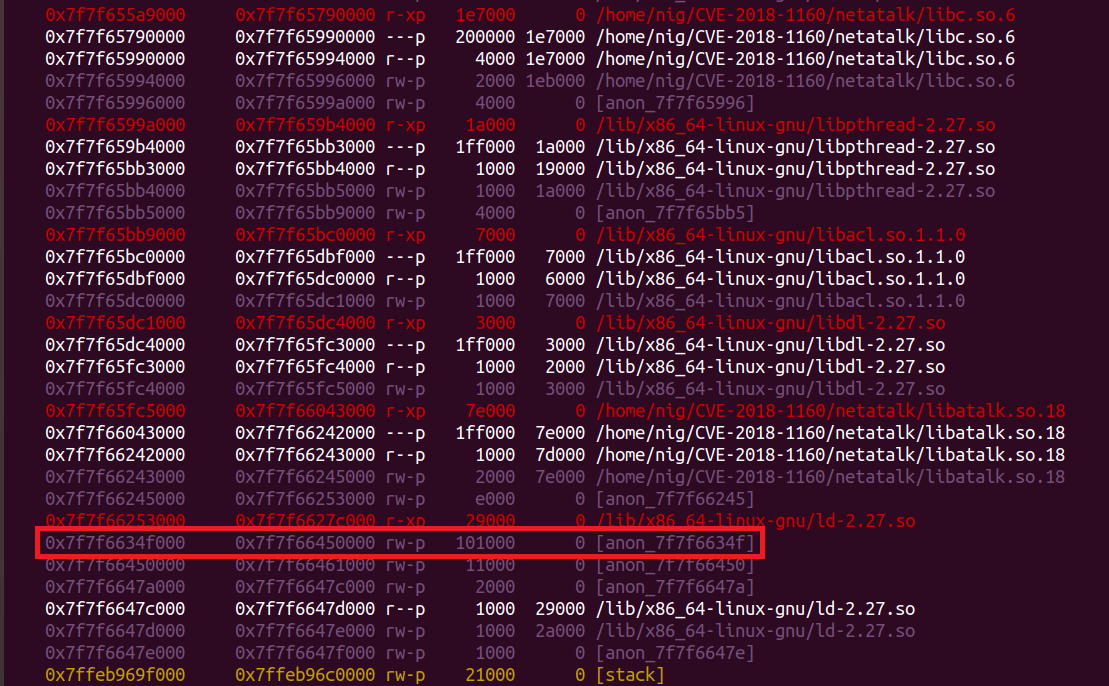 0x7f7f655a9000 0x7f7f65790000 r-xp 1e7000 0 /home/nig/CVE-2018-1160/netatalk/libc.so.6
0x7f7f65790000 0x7f7f65990000 ---p 200000 1e7000 /home/nig/CVE-2018-1160/netatalk/libc.so.6
0x7f7f65990000 0x7f7f65994000 r--p 4000 1e7000 /home/nig/CVE-2018-1160/netatalk/libc.so.6
0x7f7f65994000 0x7f7f65996000 rw-p 2000 1eb000 /home/nig/CVE-2018-1160/netatalk/libc.so.6
0x7f7f65996000 0x7f7f6599a000 rw-p 4000 0 [anon_7f7f65996]
0x7f7f6599a000 0x7f7f659b4000 r-xp 1a000 0 /lib/x86_64-linux-gnu/libpthread-2.27.so
0x7f7f659b4000 0x7f7f65bb3000 ---p 1ff000 1a000 /lib/x86_64-linux-gnu/libpthread-2.27.so
0x7f7f65bb3000 0x7f7f65bb4000 r--p 1000 19000 /lib/x86_64-linux-gnu/libpthread-2.27.so
0x7f7f65bb4000 0x7f7f65bb5000 rw-p 1000 1a000 /lib/x86_64-linux-gnu/libpthread-2.27.so
0x7f7f65bb5000 0x7f7f65bb9000 rw-p 4000 0 [anon_7f7f65bb5]
0x7f7f65bb9000 0x7f7f65bc0000 r-xp 7000 0 /lib/x86_64-linux-gnu/libacl.so.1.1.0
0x7f7f65bc0000 0x7f7f65dbf000 ---p 1ff000 7000 /lib/x86_64-linux-gnu/libacl.so.1.1.0
0x7f7f65dbf000 0x7f7f65dc0000 r--p 1000 6000 /lib/x86_64-linux-gnu/libacl.so.1.1.0
0x7f7f65dc0000 0x7f7f65dc1000 rw-p 1000 7000 /lib/x86_64-linux-gnu/libacl.so.1.1.0
0x7f7f65dc1000 0x7f7f65dc4000 r-xp 3000 0 /lib/x86_64-linux-gnu/libdl-2.27.so
0x7f7f65dc4000 0x7f7f65fc3000 ---p 1ff000 3000 /lib/x86_64-linux-gnu/libdl-2.27.so
0x7f7f65fc3000 0x7f7f65fc4000 r--p 1000 2000 /lib/x86_64-linux-gnu/libdl-2.27.so
0x7f7f65fc4000 0x7f7f65fc5000 rw-p 1000 3000 /lib/x86_64-linux-gnu/libdl-2.27.so
0x7f7f65fc5000 0x7f7f66043000 r-xp 7e000 0 /home/nig/CVE-2018-1160/netatalk/libatalk.so.18
0x7f7f66043000 0x7f7f66242000 ---p 1ff000 7e000 /home/nig/CVE-2018-1160/netatalk/libatalk.so.18
0x7f7f66242000 0x7f7f66243000 r--p 1000 7d000 /home/nig/CVE-2018-1160/netatalk/libatalk.so.18
0x7f7f66243000 0x7f7f66245000 rw-p 2000 7e000 /home/nig/CVE-2018-1160/netatalk/libatalk.so.18
0x7f7f66245000 0x7f7f66253000 rw-p e000 0 [anon_7f7f66245]
0x7f7f66253000 0x7f7f6627c000 r-xp 29000 0 /lib/x86_64-linux-gnu/ld-2.27.so
0x7f7f6634f000 0x7f7f66450000 rw-p 101000 0 [anon_7f7f6634f]
0x7f7f66450000 0x7f7f66461000 rw-p 11000 0 [anon_7f7f66450]
0x7f7f6647a000 0x7f7f6647c000 rw-p 2000 0 [anon_7f7f6647a]
0x7f7f6647c000 0x7f7f6647d000 r--p 1000 29000 /lib/x86_64-linux-gnu/ld-2.27.so
0x7f7f6647d000 0x7f7f6647e000 rw-p 1000 2a000 /lib/x86_64-linux-gnu/ld-2.27.so
0x7f7f6647e000 0x7f7f6647f000 rw-p 1000 0 [anon_7f7f6647e]
0x7ffeb969f000 0x7ffeb96c0000 rw-p 21000 0 [stack]